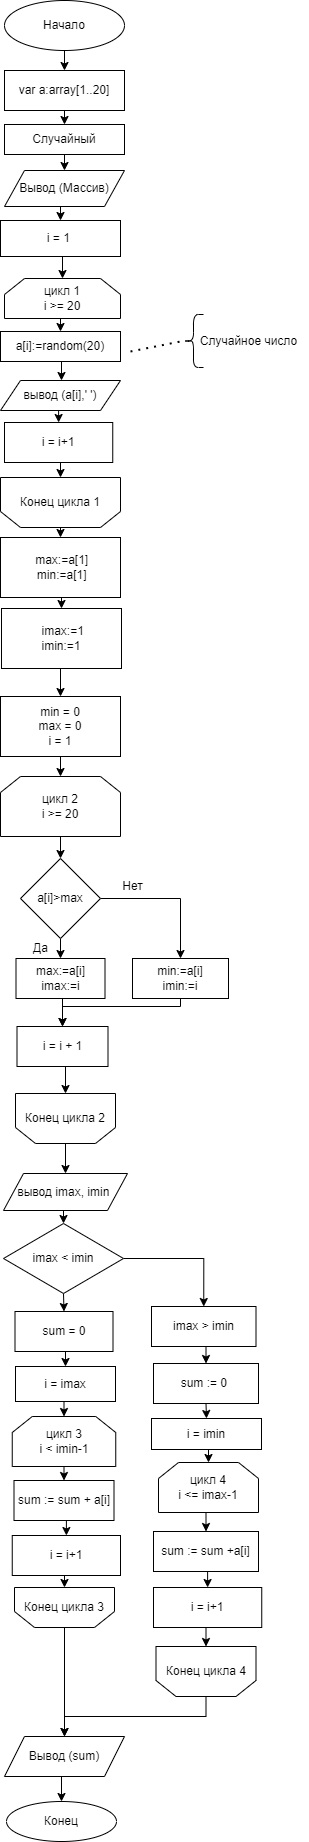 Начало
var a:array[1..20]
Случайный
Вывод (Массив)
i = 1
цикл 1
i >= 20
a[i]:=random(20)
Случайное число
вывод (a[i],' ')
i = i+1
Конец цикла 1
max:=a[1]
min:=a[1]
imax:=1
imin:=1
min = 0
max = 0
i = 1
цикл 2
i >= 20
a[i]>max
Нет
Да
max:=a[i]
imax:=i
min:=a[i]
imin:=i
i = i + 1
Конец цикла 2
вывод imax, imin
imax < imin
sum = 0
imax > imin
i = imax
sum := 0
цикл 3
i < imin-1
i = imin
sum := sum + a[i]
цикл 4
i <= imax-1
i = i+1
sum := sum +a[i]
Конец цикла 3
i = i+1
Конец цикла 4
Вывод (sum)
Конец